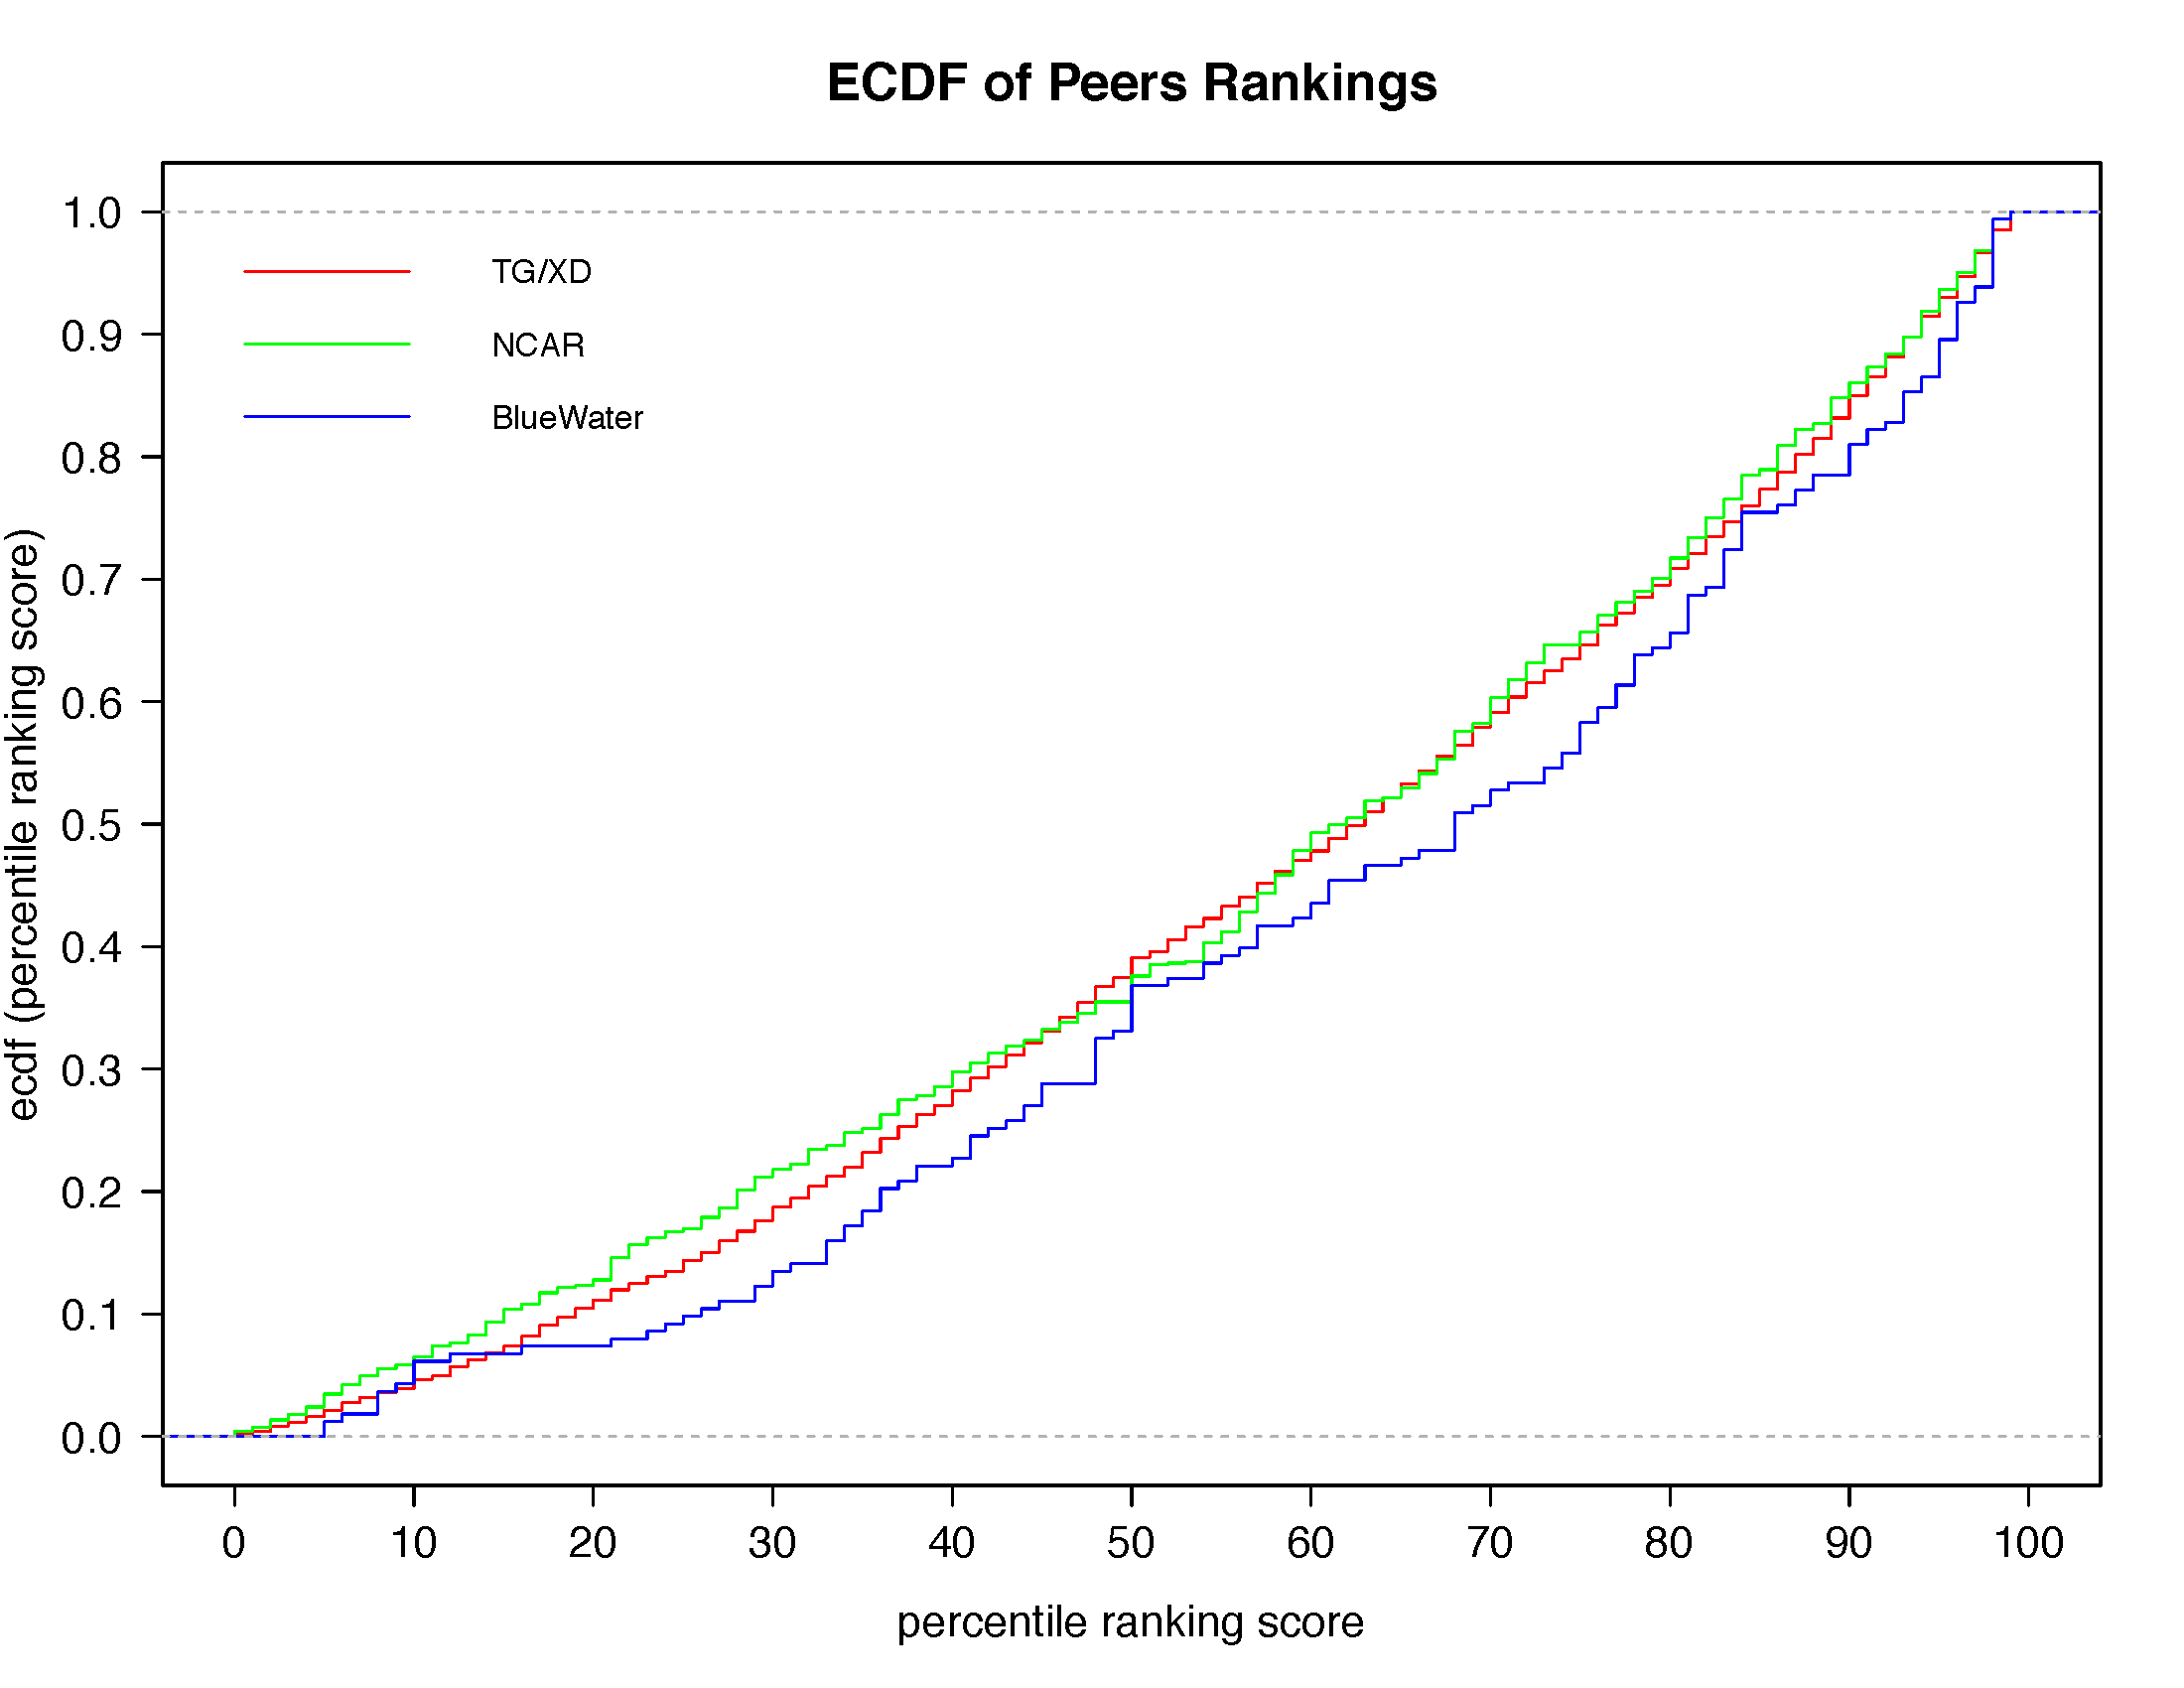 ECDF of Peers Rankings
1.0
0.9
0.8
0.7
0.6
0.5
0.4
0.3
0.2
0.1
0.0
ecdf (percentile ranking score)
TG/XD
NCAR
BlueWater
0 10 20 30 40 50 60 70 80 90 100
percentile ranking score